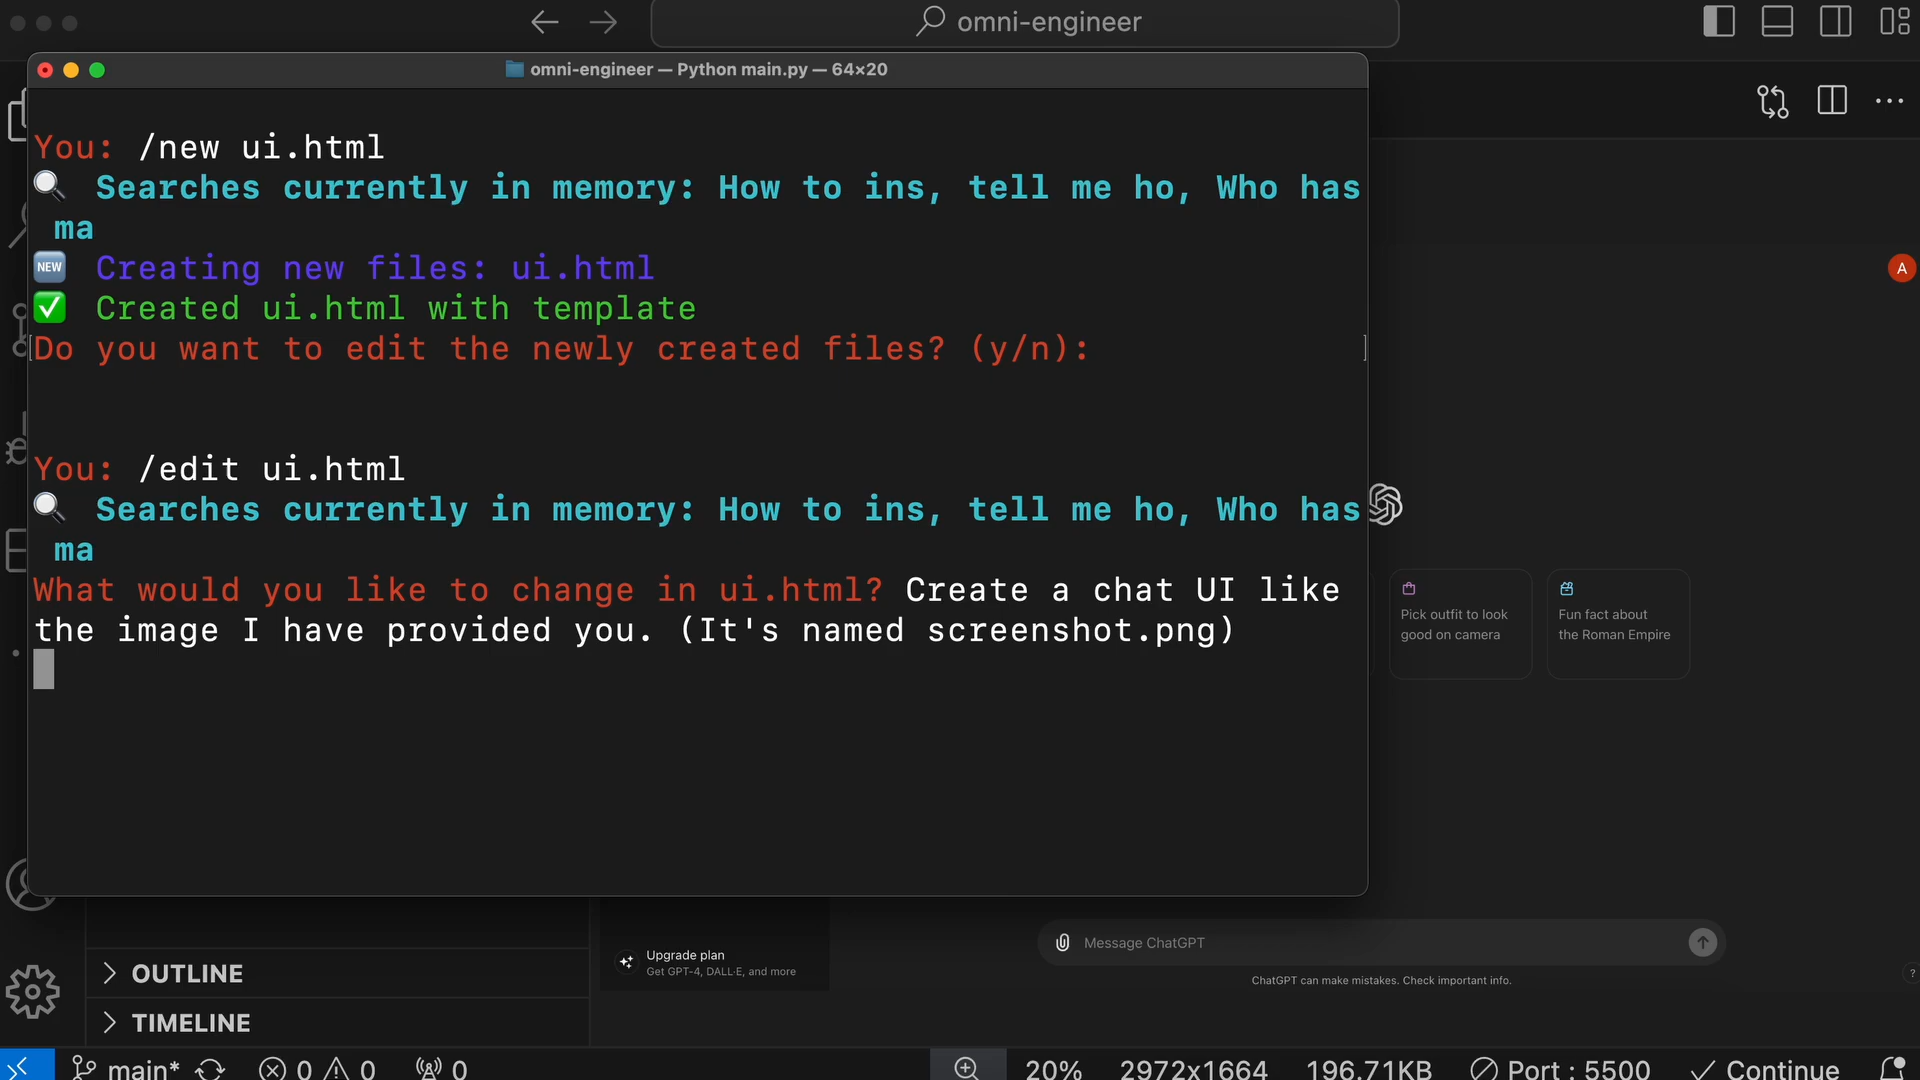 omni-engineer
omni-engineer — Python main.py — 64×20
You: /new ui.html
Searches currently in memory: How to ins, tell me ho, Who has
ma
NEW Creating new files: ui.html
Created ui.html with template
Do you want to edit the newly created files? (y/n):
A
You: /edit ui.html
Searches currently in memory: How to ins, tell me ho, Who has
ma
What would you like to change in ui.html? Create a chat UI like
the image I have provided you. (It's named screenshot.png)
Pick outfit to look
good on camera
Fun fact about
the Roman Empire
Upgrade plan
Get GPT-4, DALL·E, and more
Message ChatGPT
ChatGPT can make mistakes. Check important info.
?
OUTLINE
TIMELINE
main* 0 0 0 20% 2972x1664 196.71KB Port : 5500 Continue